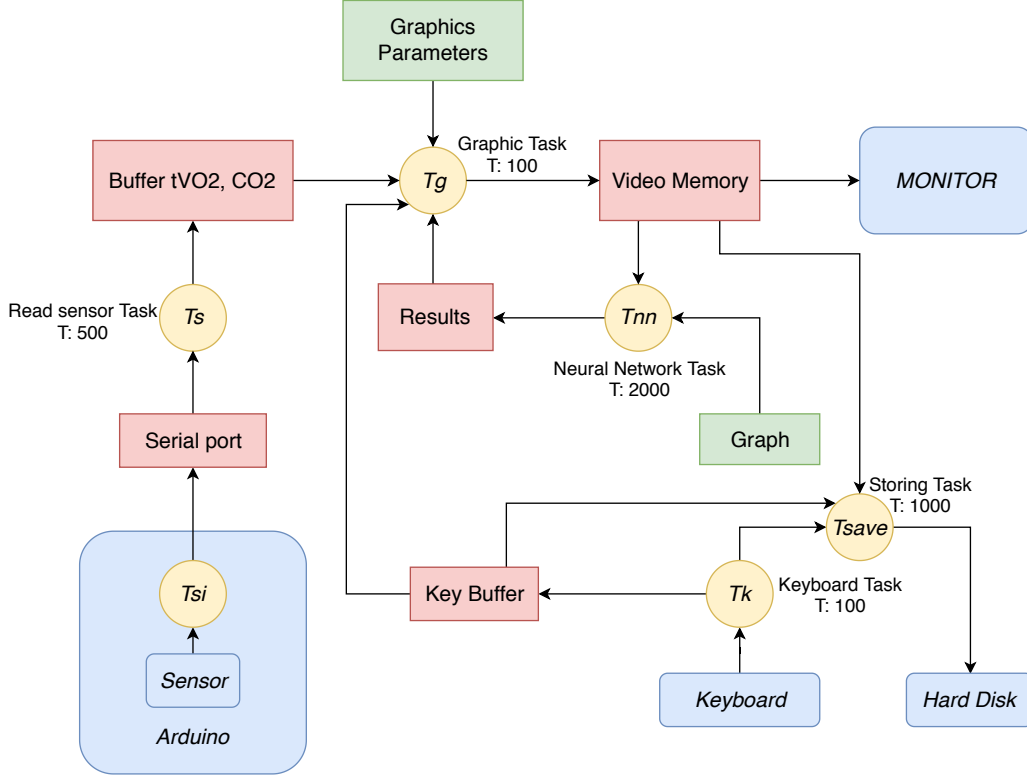 Graphics
Parameters
Graphic Task
T: 100
Buffer tVO2, CO2
Tg
Video Memory
MONITOR
Read sensor Task
T: 500
Ts
Results
Tnn
Neural Network Task
T: 2000
Serial port
Graph
Storing Task
T: 1000
Tsave
Tsi
Key Buffer
Tk
Keyboard Task
T: 100
Sensor
Keyboard
Hard Disk
Arduino